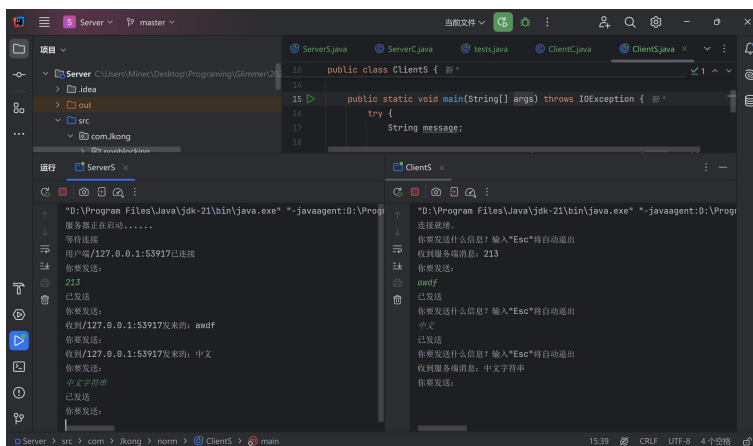 S Server master 当前文件
项目
ServerS.java ServerC.java tests.java ClientC.java ClientS.java
Server C:\Users\Minec\Desktop\Programing\Glimmer\202
.idea
out
src
com.Jkong
nonblocking
10 public class ClientS { 新 *
1
14
15 public static void main(String[] args) throws IOException { 新 *
16 try {
17 String message;
18
运行 ServerS
"D:\Program Files\Java\jdk-21\bin\java.exe" "-javaagent:D:\Progr
服务器正在启动......
等待连接
用户端/127.0.0.1:53917已连接
你要发送:
213
已发送
你要发送:
收到/127.0.0.1:53917发来的: awdf
你要发送:
收到/127.0.0.1:53917发来的: 中文
你要发送:
中文字符串
已发送
你要发送:
ClientS
"D:\Program Files\Java\jdk-21\bin\java.exe" "-javaagent:D:\Progr
连接就绪.
你要发送什么信息? 输入"Esc"将自动退出
收到服务端消息: 213
你要发送:
awdf
已发送
你要发送什么信息? 输入"Esc"将自动退出
中文
已发送
你要发送什么信息? 输入"Esc"将自动退出
收到服务端消息: 中文字符串
你要发送:
Server > src > com > Jkong > norm > ClientS > main
15:39 CRLF UTF-8 4个空格